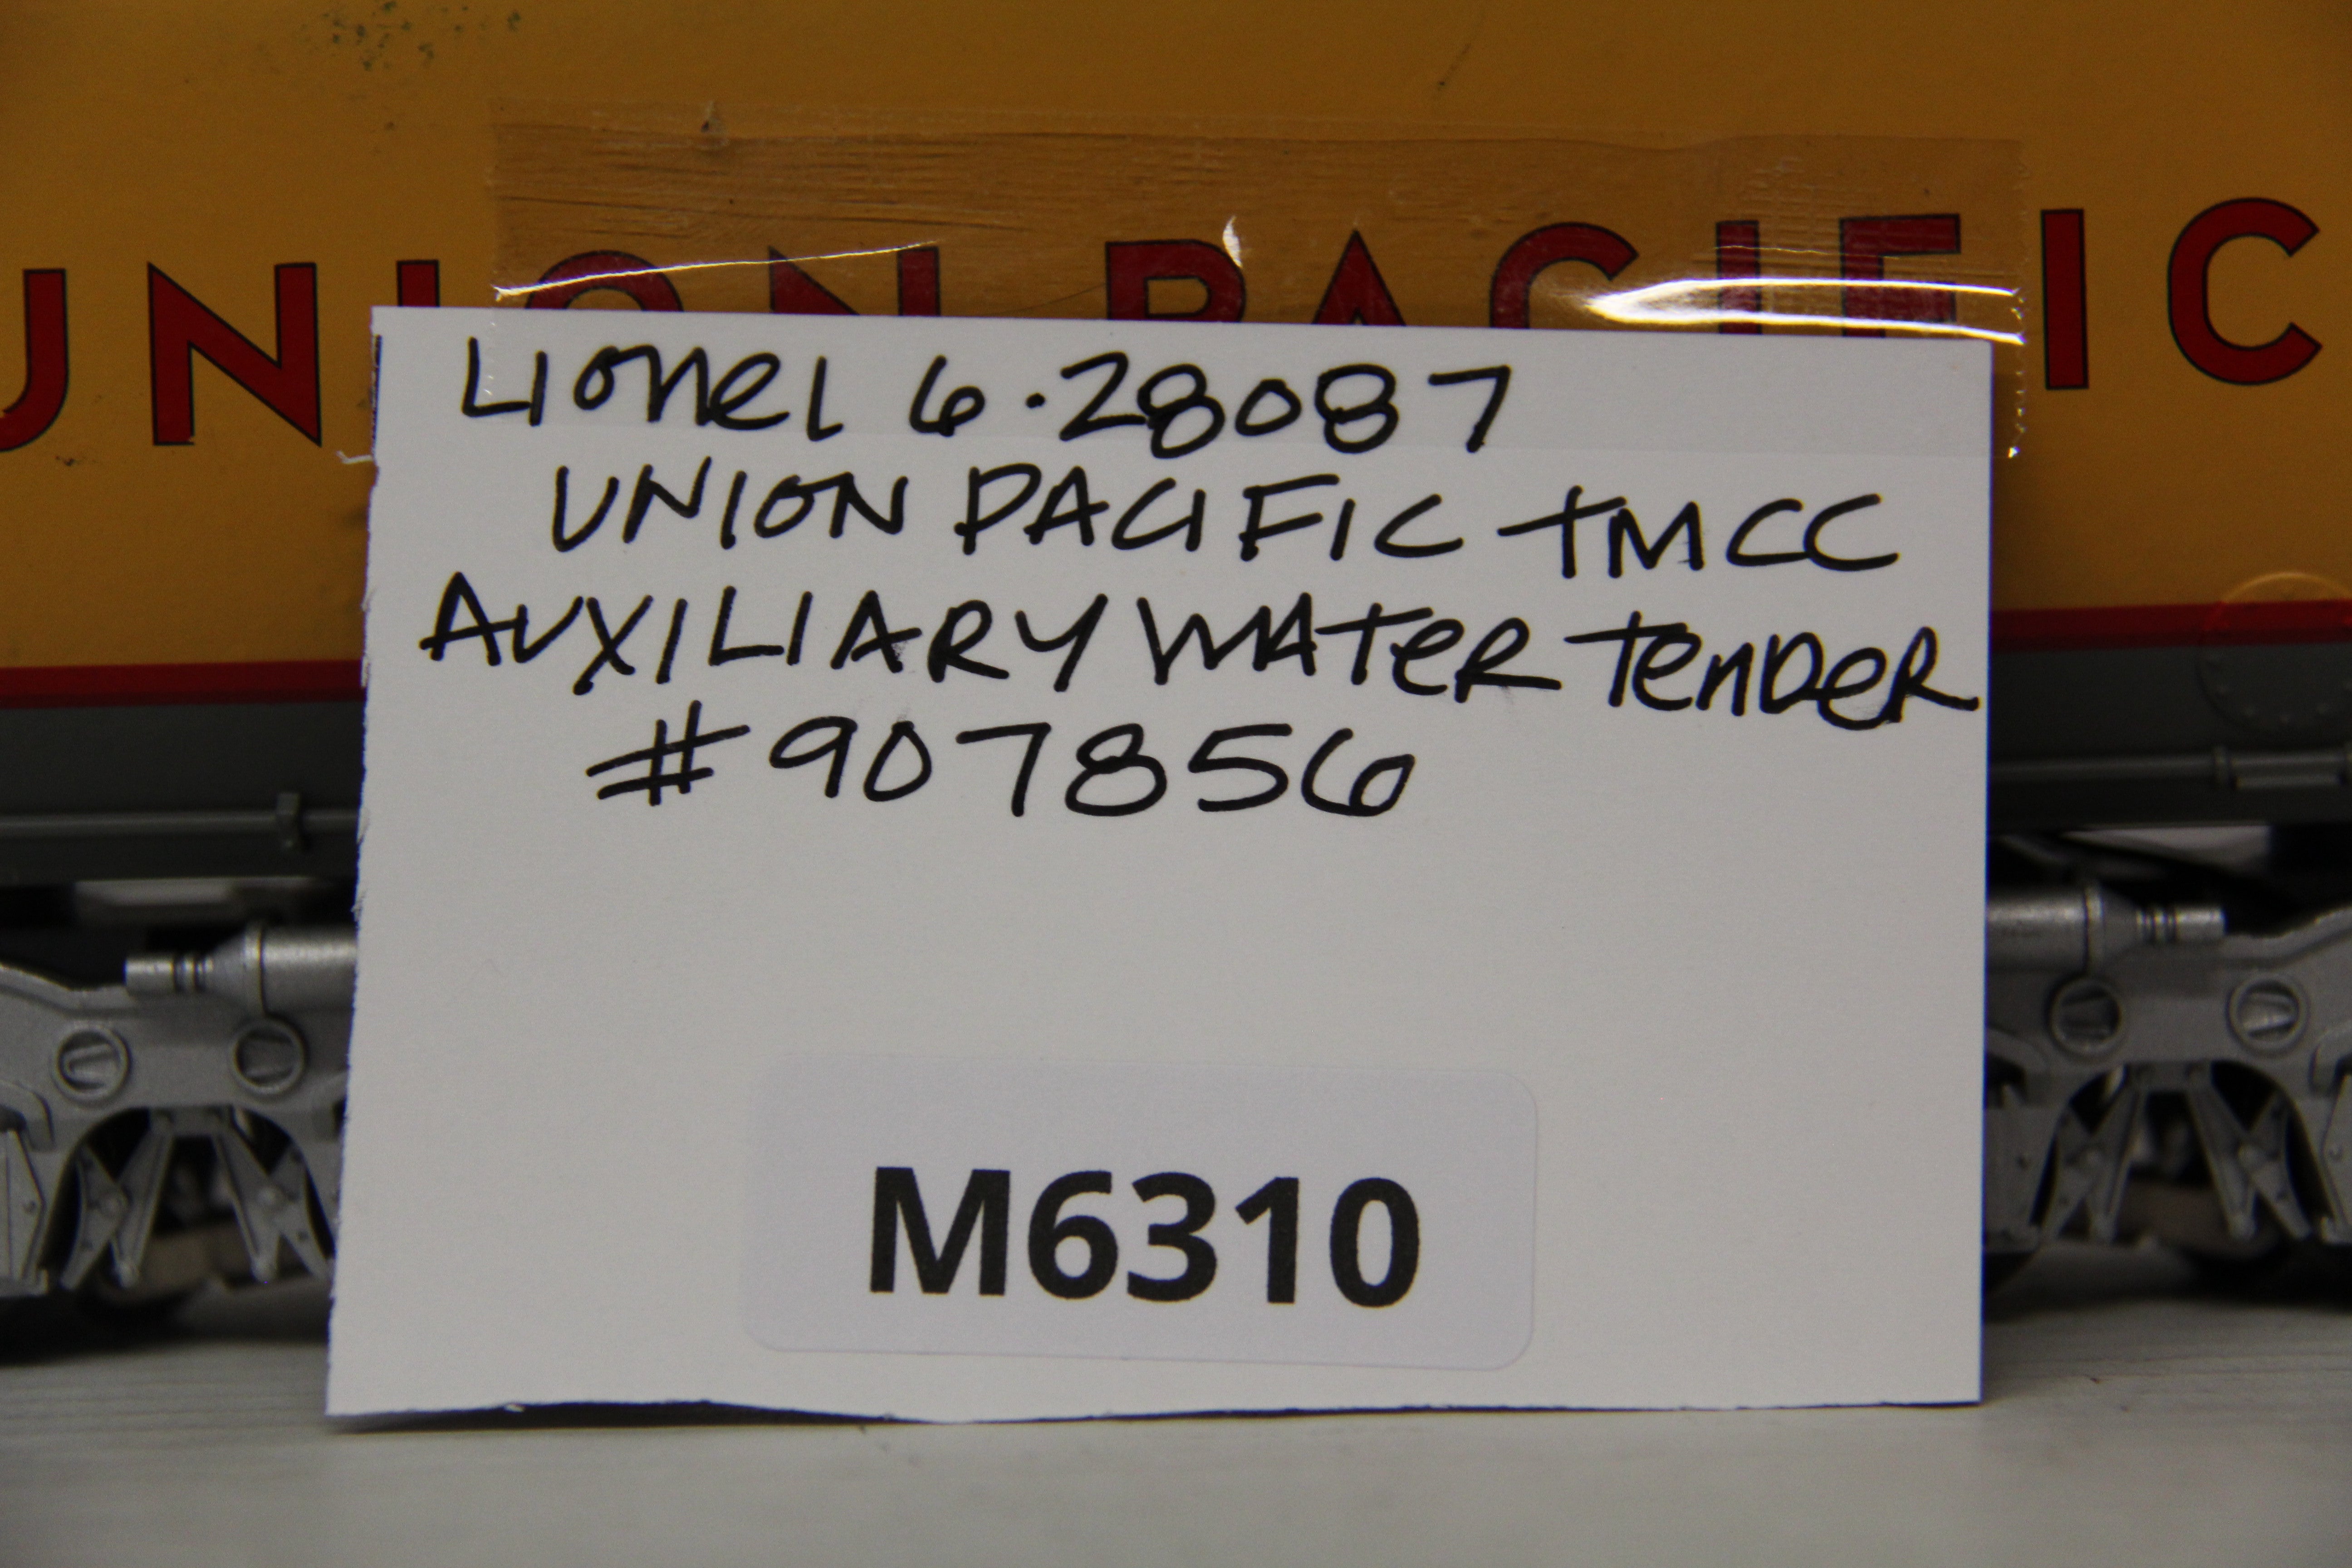 UNION PACIFIC
Lionel 6-28087
UNION PACIFIC TMCC
AUXILIARY WATER TENDER
#907856
M6310